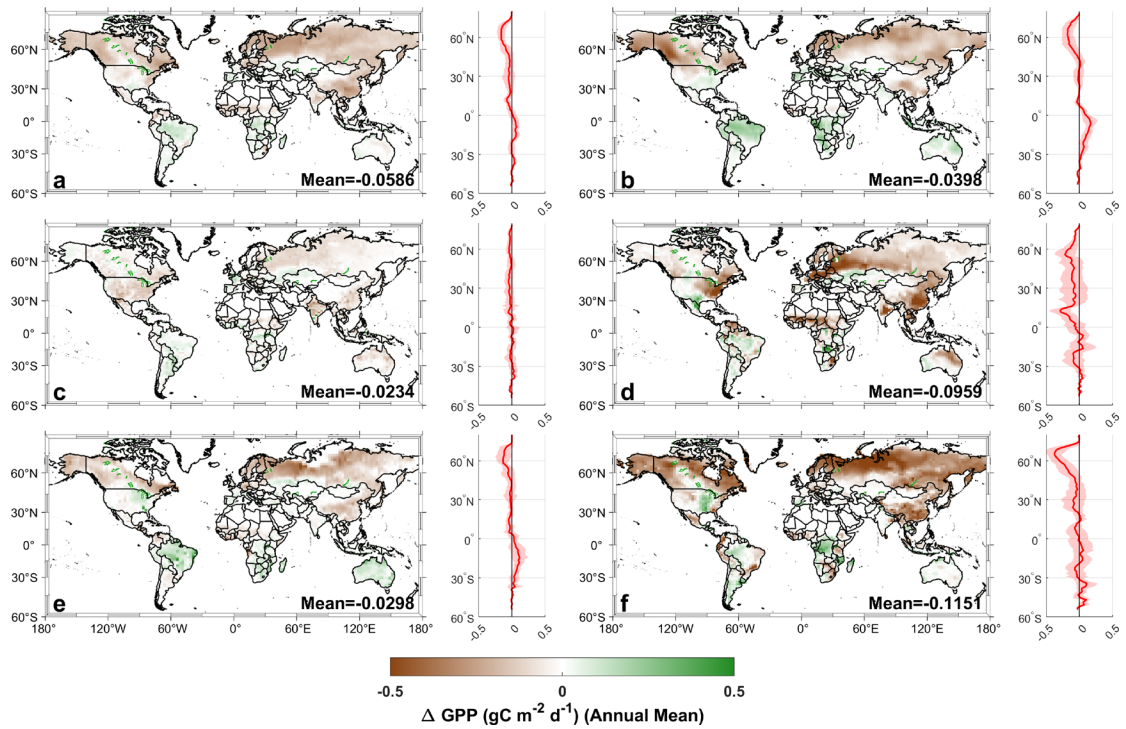 60°N
30°N
0°
30°S
60°S
a
Mean=-0.0586
60°N
30°N
0°
30°S
60°S
-0.5
0
0.5
60°N
30°N
0°
30°S
60°S
b
Mean=-0.0398
60°N
30°N
0°
30°S
60°S
-0.5
0
0.5
60°N
30°N
0°
30°S
60°S
c
Mean=-0.0234
60°N
30°N
0°
30°S
60°S
-0.5
0
0.5
60°N
30°N
0°
30°S
60°S
d
Mean=-0.0959
60°N
30°N
0°
30°S
60°S
-0.5
0
0.5
60°N
30°N
0°
30°S
60°S
e
Mean=-0.0298
180°
120°W
60°W
0°
60°E
120°E
180°
60°N
30°N
0°
30°S
60°S
-0.5
0
0.5
60°N
30°N
0°
30°S
60°S
f
Mean=-0.1151
180°
120°W
60°W
0°
60°E
120°E
180°
60°N
30°N
0°
30°S
60°S
-0.5
0
0.5
-0.5 0 0.5
Δ GPP (gC m⁻² d⁻¹) (Annual Mean)